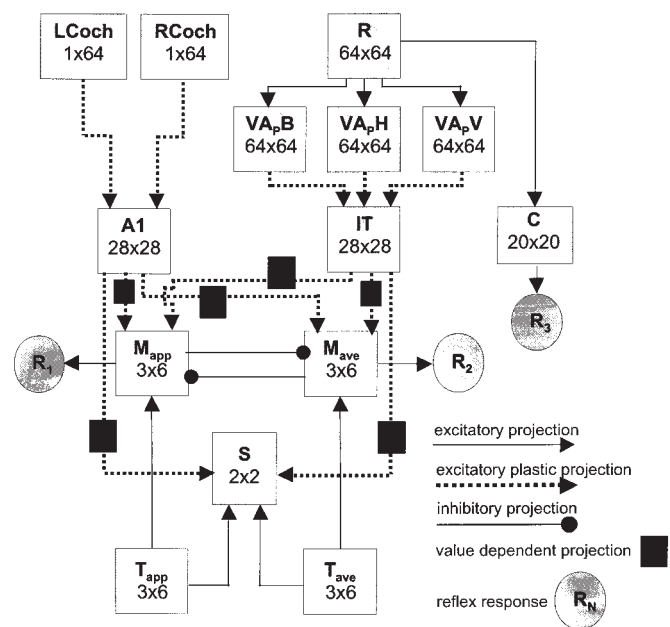 LCoch
1x64
RCoch
1x64
R
64x64
VAPB
64x64
VAPH
64x64
VAPV
64x64
A1
28x28
IT
28x28
C
20x20
R3
R1
Mapp
3x6
Mave
3x6
R2
S
2x2
Tapp
3x6
Tave
3x6
excitatory projection
excitatory plastic projection
inhibitory projection
value dependent projection
reflex response
RN